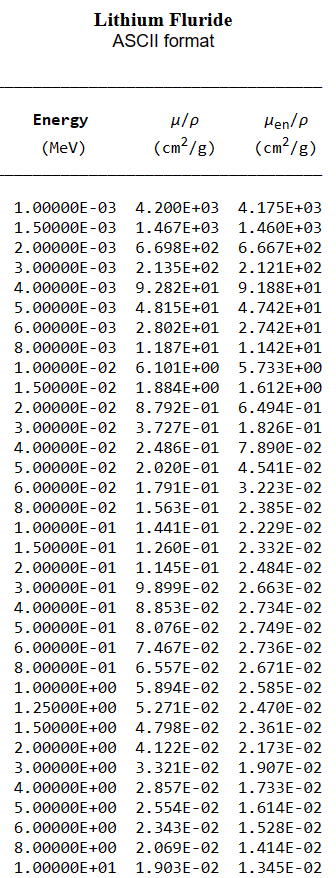 Lithium Fluride
ASCII format
Energy μ/ρ μen/ρ
(MeV) (cm2/g) (cm2/g)
1.00000E-03 4.200E+03 4.175E+03
1.50000E-03 1.467E+03 1.460E+03
2.00000E-03 6.698E+02 6.667E+02
3.00000E-03 2.135E+02 2.121E+02
4.00000E-03 9.282E+01 9.188E+01
5.00000E-03 4.815E+01 4.742E+01
6.00000E-03 2.802E+01 2.742E+01
8.00000E-03 1.187E+01 1.142E+01
1.00000E-02 6.101E+00 5.733E+00
1.50000E-02 1.884E+00 1.612E+00
2.00000E-02 8.792E-01 6.494E-01
3.00000E-02 3.727E-01 1.826E-01
4.00000E-02 2.486E-01 7.890E-02
5.00000E-02 2.020E-01 4.541E-02
6.00000E-02 1.791E-01 3.223E-02
8.00000E-02 1.563E-01 2.385E-02
1.00000E-01 1.441E-01 2.229E-02
1.50000E-01 1.260E-01 2.332E-02
2.00000E-01 1.145E-01 2.484E-02
3.00000E-01 9.899E-02 2.663E-02
4.00000E-01 8.853E-02 2.734E-02
5.00000E-01 8.076E-02 2.749E-02
6.00000E-01 7.467E-02 2.736E-02
8.00000E-01 6.557E-02 2.671E-02
1.00000E+00 5.894E-02 2.585E-02
1.25000E+00 5.271E-02 2.470E-02
1.50000E+00 4.798E-02 2.361E-02
2.00000E+00 4.122E-02 2.173E-02
3.00000E+00 3.321E-02 1.907E-02
4.00000E+00 2.857E-02 1.733E-02
5.00000E+00 2.554E-02 1.614E-02
6.00000E+00 2.343E-02 1.528E-02
8.00000E+00 2.069E-02 1.414E-02
1.00000E+01 1.903E-02 1.345E-02